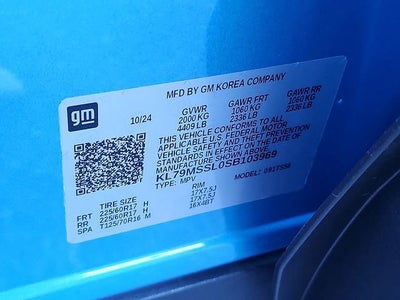 gm
MFD BY GM KOREA COMPANY
10/24 GVWR GAWR FRT GAWR RR
2000 KG 1060 KG 1060 KG
4409 LB 2336 LB 2336 LB
THIS VEHICLE CONFORMS TO ALL
APPLICABLE U.S. FEDERAL MOTOR
VEHICLE SAFETY AND THEFT PREVENTION
STANDARDS IN EFFECT ON THE DATE OF
MANUFACTURE SHOWN ABOVE.
KL79MSSL0SB103969
TYPE: MPV MODEL:
TIRE SIZE RIM
FRT 225/60R17 H 17X7.5J
RR 225/60R17 H 17X7.5J
SPA T125/70R16 M 16X4BT